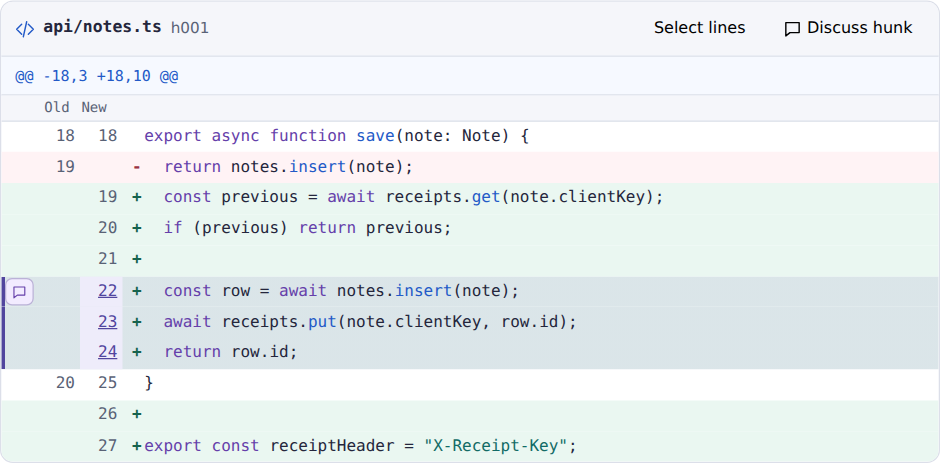 api/notes.ts h001 Select lines Discuss hunk
@@ -18,3 +18,10 @@
Old New
18 18 export async function save(note: Note) {
19 - return notes.insert(note);
19 + const previous = await receipts.get(note.clientKey);
20 + if (previous) return previous;
21 +
22 + const row = await notes.insert(note);
23 + await receipts.put(note.clientKey, row.id);
24 + return row.id;
20 25 }
26 +
27 +export const receiptHeader = "X-Receipt-Key";